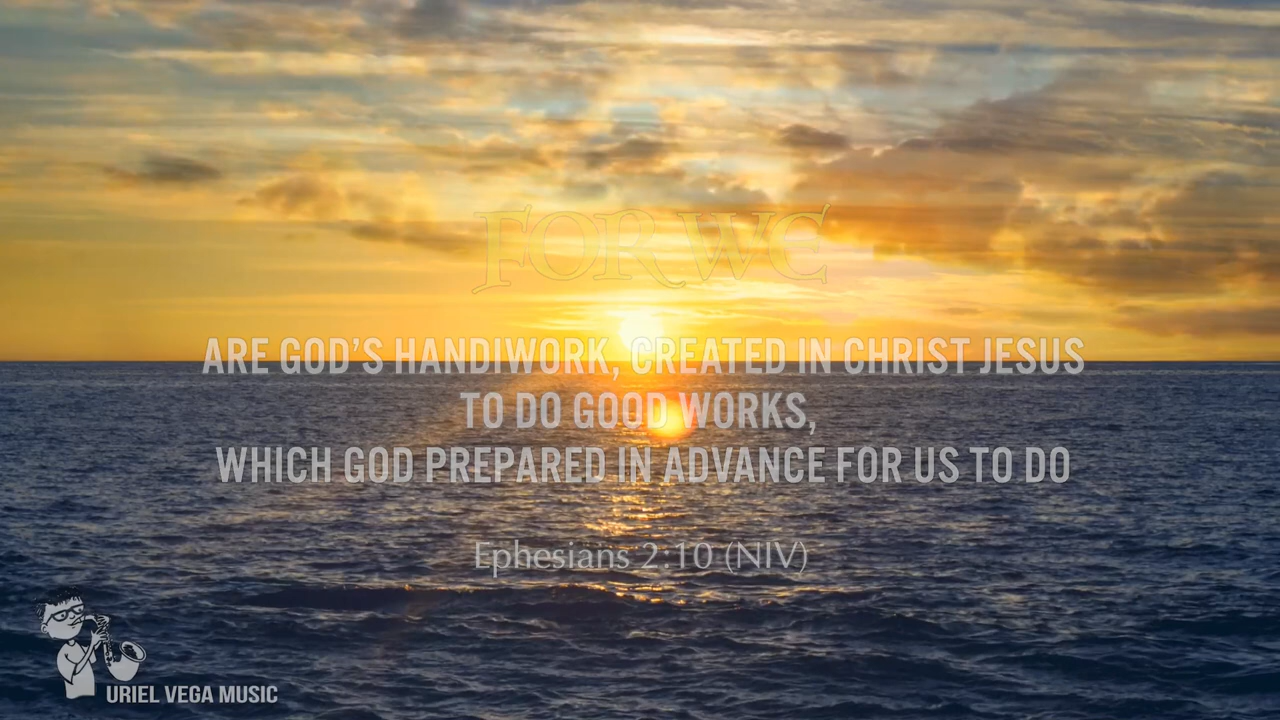 FOR WE
ARE GOD’S HANDIWORK, CREATED IN CHRIST JESUS
TO DO GOOD WORKS,
WHICH GOD PREPARED IN ADVANCE FOR US TO DO
Ephesians 2:10 (NIV)
URIEL VEGA MUSIC